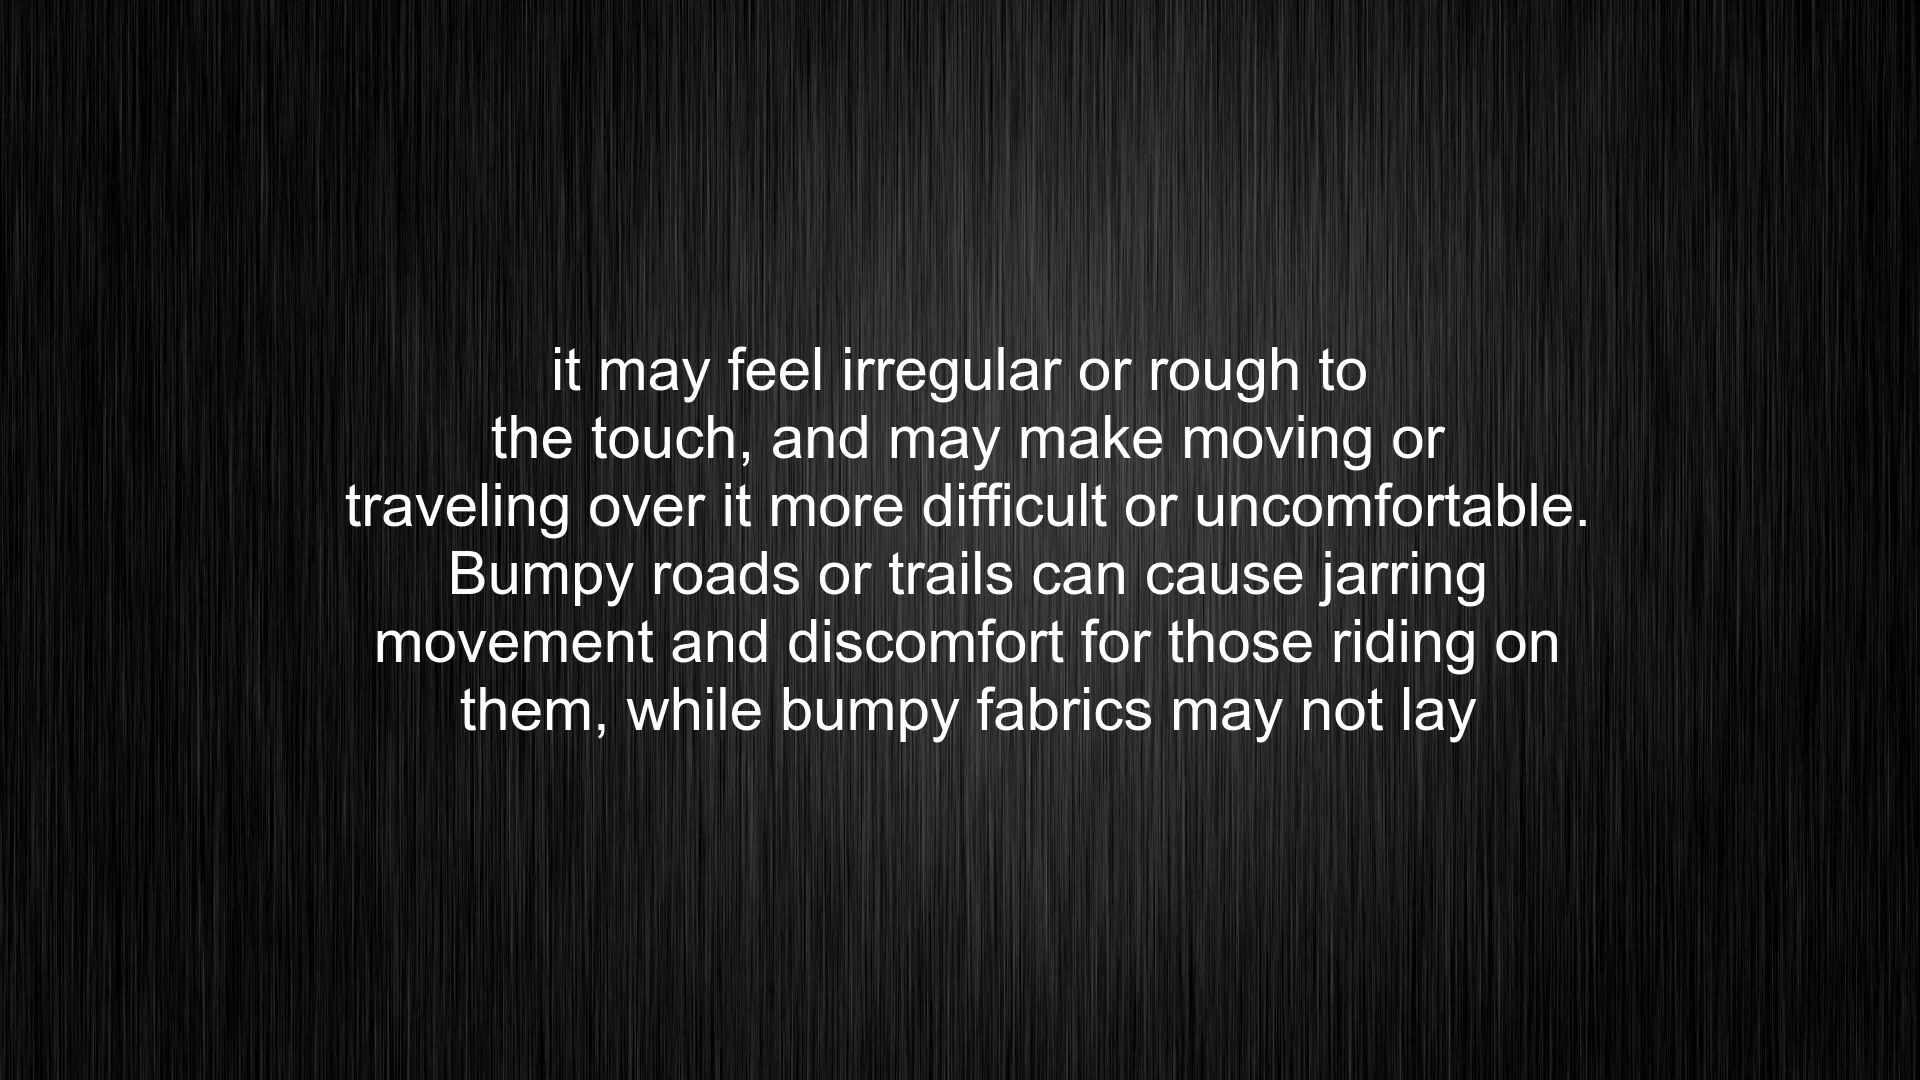 it may feel irregular or rough to
the touch, and may make moving or
traveling over it more difficult or uncomfortable.
Bumpy roads or trails can cause jarring
movement and discomfort for those riding on
them, while bumpy fabrics may not lay